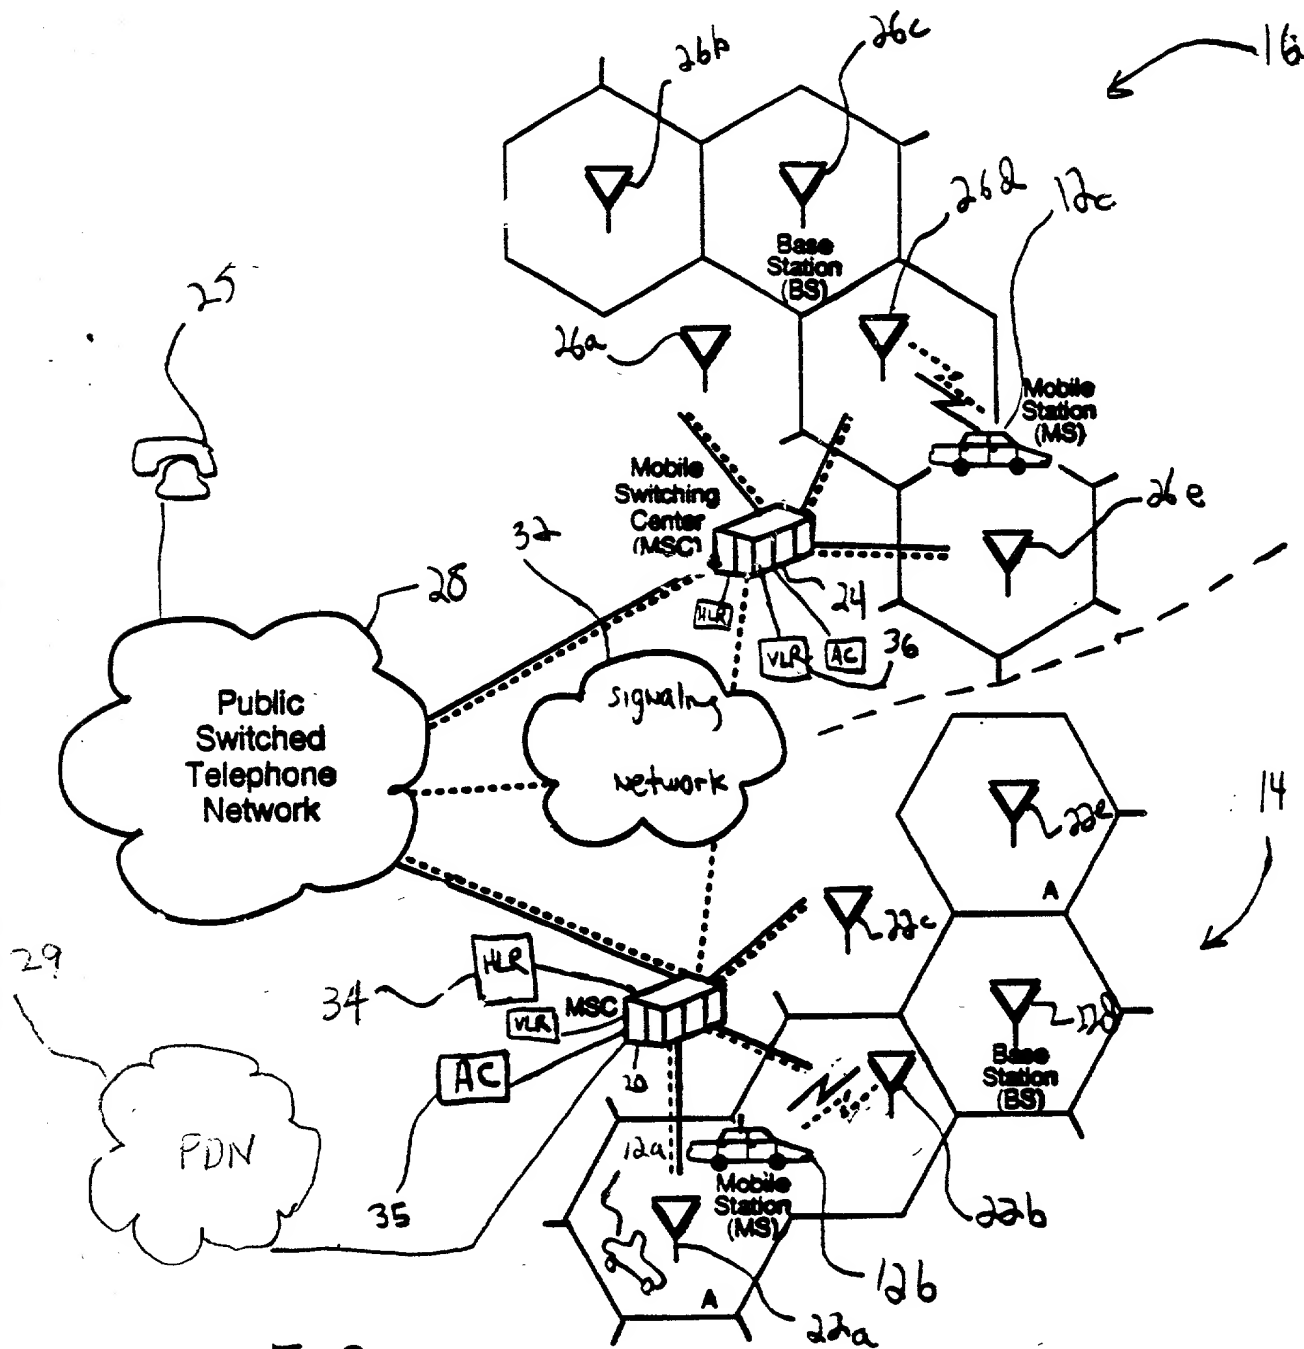 26b
26c
16
26d
12c
Base
Station
(BS)
25
26a
Mobile
Station
(MS)
Mobile
Switching
Center
(MSC)
26e
32
28
24
HLR
VLR
AC
36
Signaling
Network
Public
Switched
Telephone
Network
14
22e
A
22c
29
HLR
34
MSC
VLR
22d
Base
Station
(BS)
AC
20
PDN
12a
35
Mobile
Station
(MS)
22b
12b
A
22a